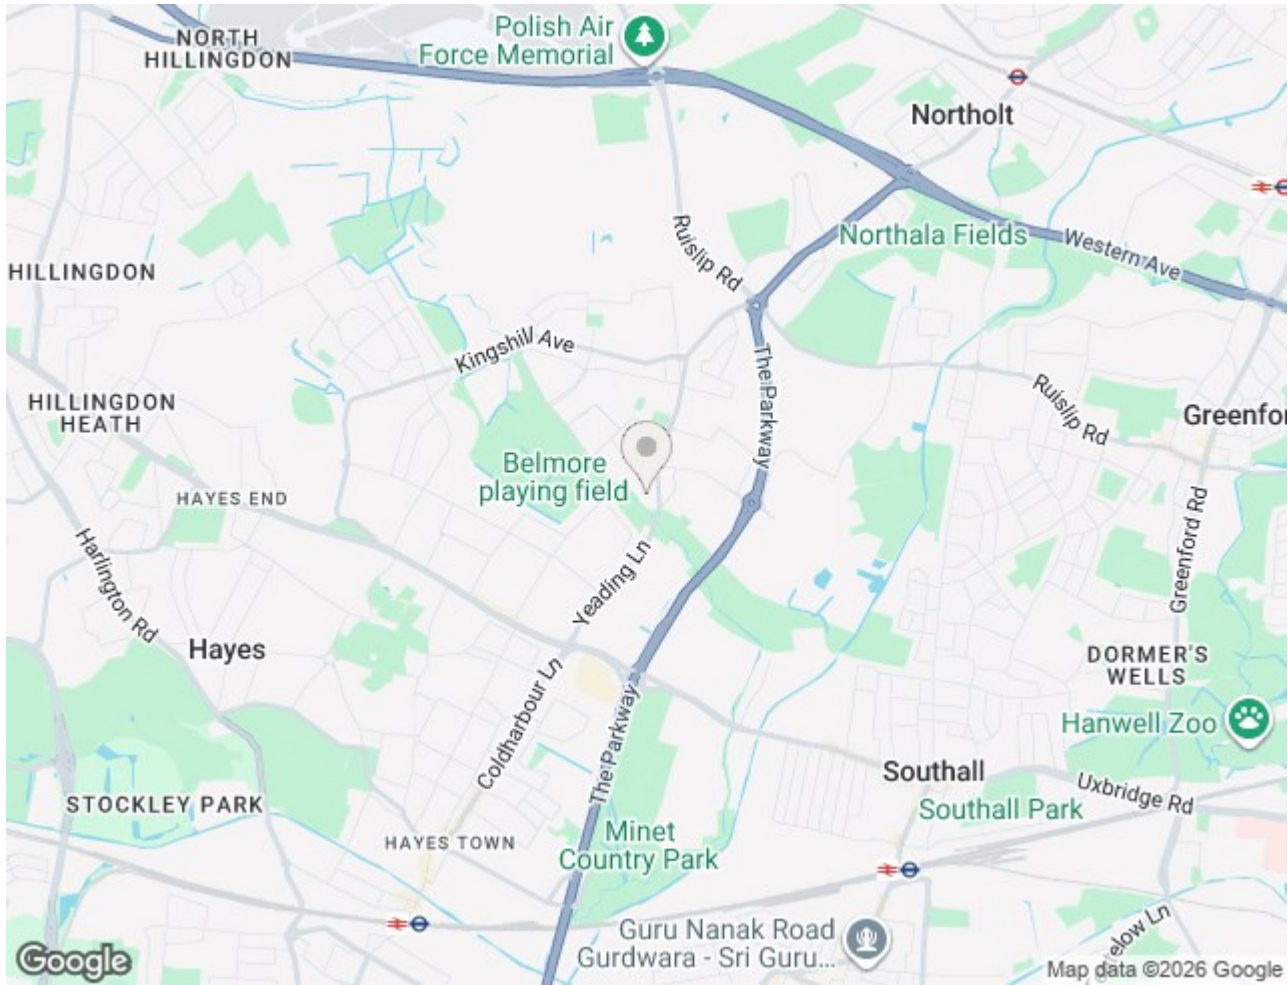 Polish Air
Force Memorial
NORTH
HILLINGDON
Northolt
Ruislip Rd
Northala Fields
Western Ave
HILLINGDON
Kingshill Ave
The Parkway
Ruislip Rd
HILLINGDON
HEATH
Greenfor
Belmore
playing field
HAYES END
Harlington Rd
Greenford Rd
Yeading Ln
Hayes
DORMER'S
WELLS
Coldharbour Ln
The Parkway
Hanwell Zoo
Southall
Uxbridge Rd
STOCKLEY PARK
Southall Park
HAYES TOWN
Minet
Country Park
Guru Nanak Road
Gurdwara - Sri Guru...
elow Ln
Google
Map data ©2026 Google